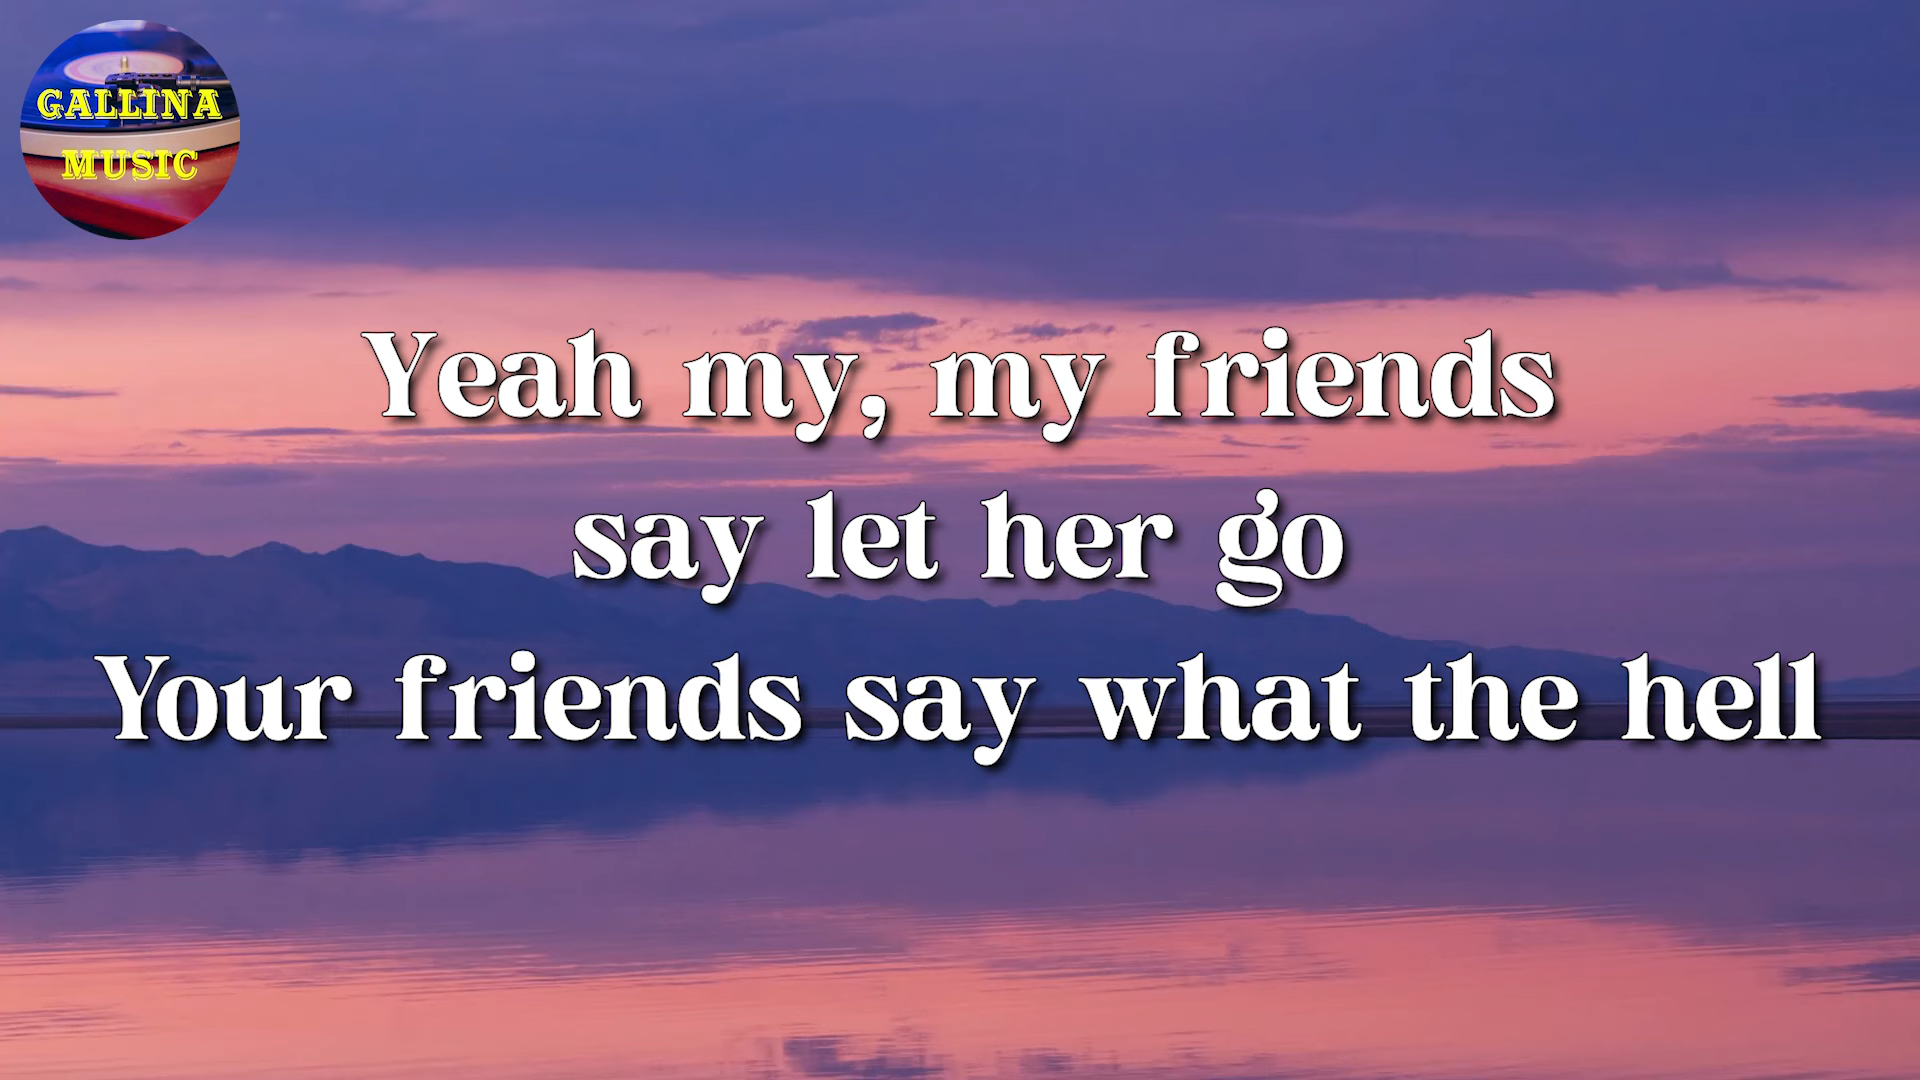 GALLINA
MUSIC
Yeah my, my friends
say let her go
Your friends say what the hell